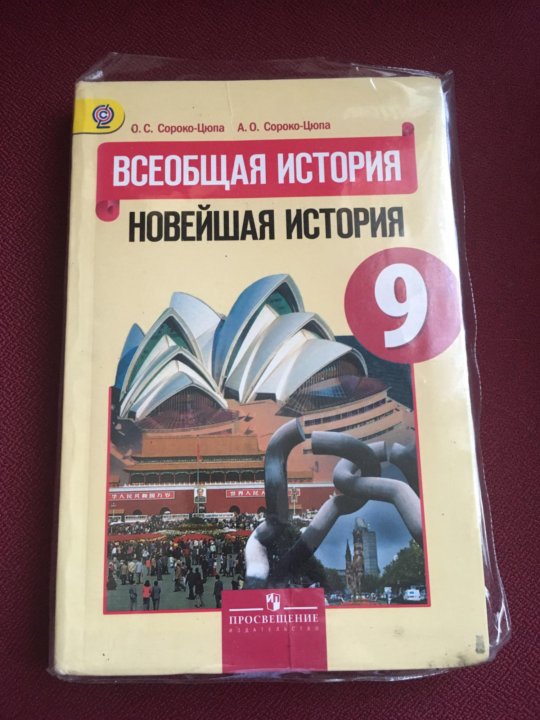 О. С. Сороко-Цюпа А. О. Сороко-Цюпа
ВСЕОБЩАЯ ИСТОРИЯ
НОВЕЙШАЯ ИСТОРИЯ
9
ПРОСВЕЩЕНИЕ
ИЗДАТЕЛЬСТВО